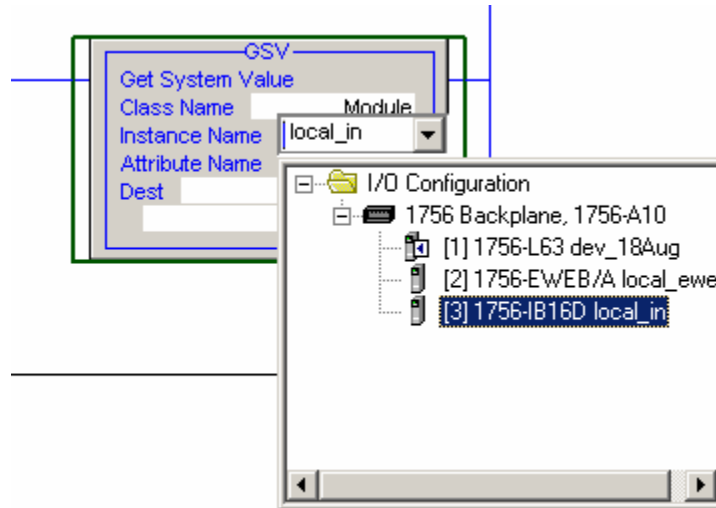 GSV
Get System Value
Class Name Module
Instance Name local_in
Attribute Name
Dest
I/O Configuration
1756 Backplane, 1756-A10
[1] 1756-L63 dev_18Aug
[2] 1756-EWEB/A local_ewe
[3] 1756-IB16D local_in